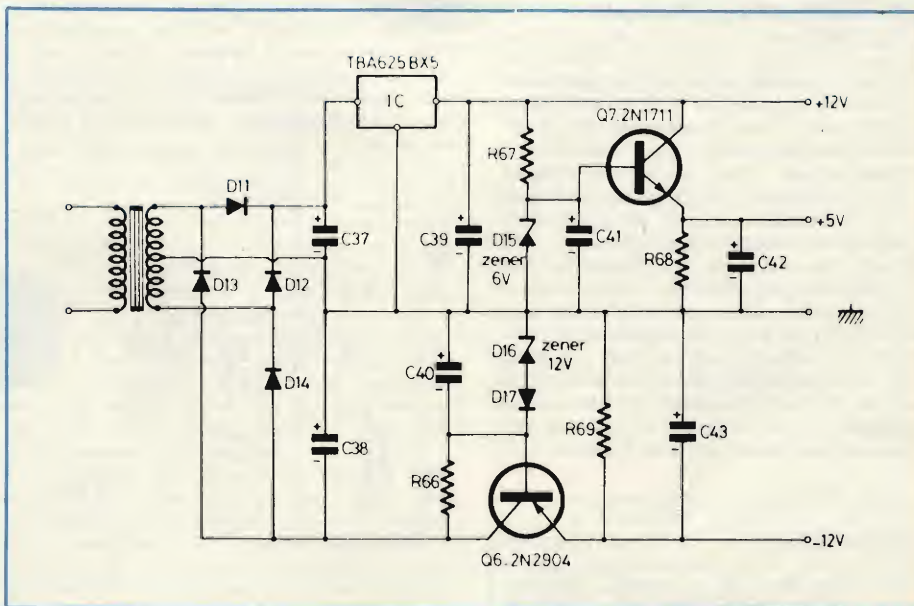 TBA625BX5
IC
+12V
Q7.2N1711
R67
D11
+
C37
-
+
C39
-
D15
zener
6V
+
C41
-
+5V
R68
+
C42
-
D13
D12
D16
zener
12V
+
C40
-
D14
D17
R69
+
C43
-
+
C38
-
R66
-12V
Q6.2N2904